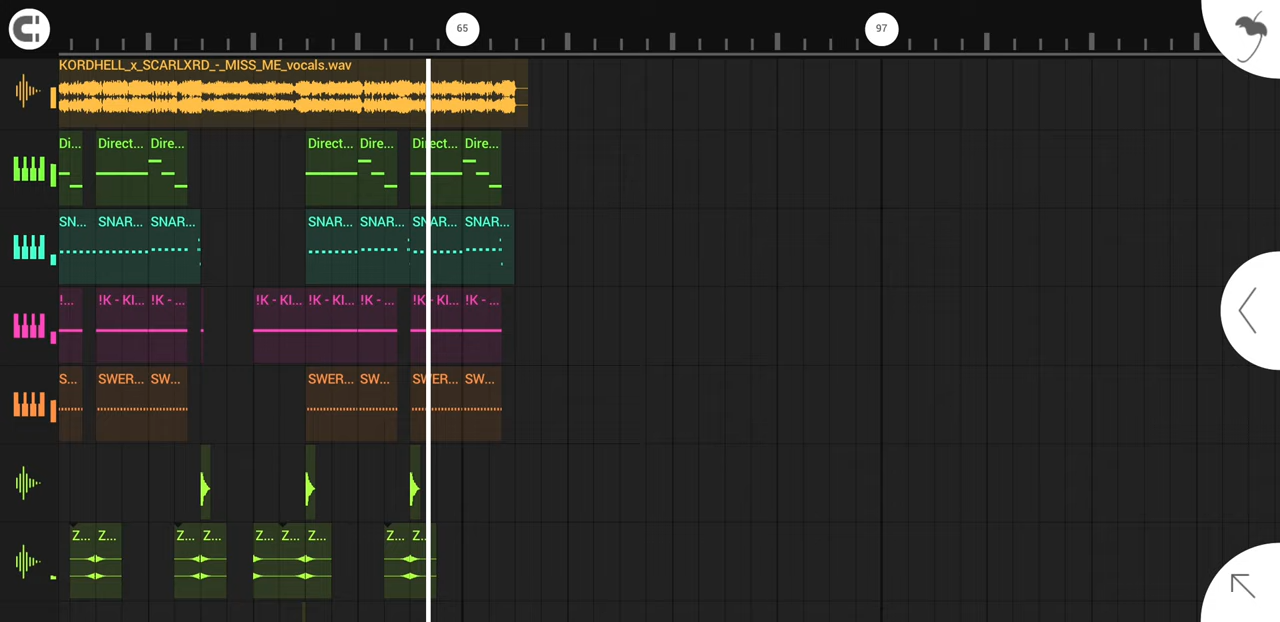 65 97
KORDHELL_x_SCARLXRD_-_MISS_ME_vocals.wav
Di... Direct... Dire... Direct... Dire... Direct... Dire...
SN... SNAR... SNAR... SNAR... SNAR... SNAR... SNAR...
!... !K - KI... !K - ... !K - KI... !K - KI... !K - ... !K - KI... !K - ...
S... SWER... SW... SWER... SW... SWER... SW...
Z... Z... Z... Z... Z... Z... Z... Z... Z...